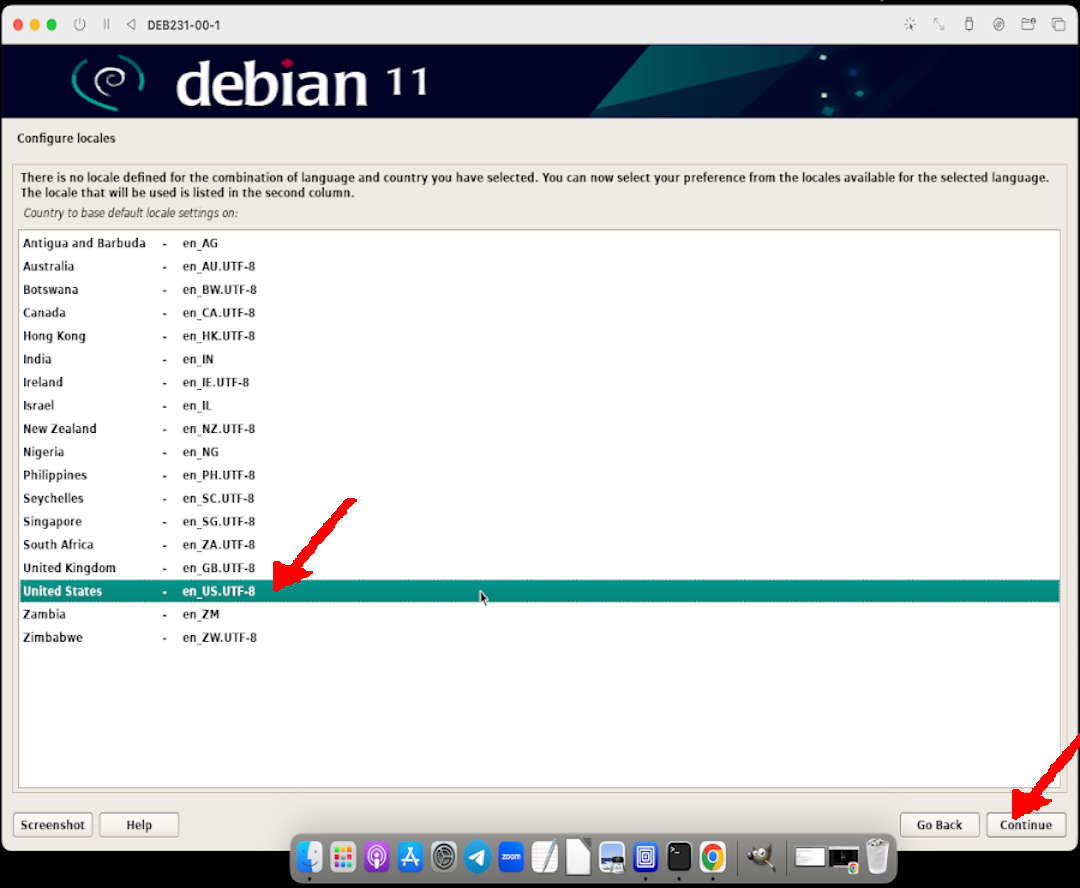 DEB231-00-1
debian 11
Configure locales
There is no locale defined for the combination of language and country you have selected. You can now select your preference from the locales available for the selected language.
The locale that will be used is listed in the second column.
Country to base default locale settings on:
Antigua and Barbuda - en_AG
Australia - en_AU.UTF-8
Botswana - en_BW.UTF-8
Canada - en_CA.UTF-8
Hong Kong - en_HK.UTF-8
India - en_IN
Ireland - en_IE.UTF-8
Israel - en_IL
New Zealand - en_NZ.UTF-8
Nigeria - en_NG
Philippines - en_PH.UTF-8
Seychelles - en_SC.UTF-8
Singapore - en_SG.UTF-8
South Africa - en_ZA.UTF-8
United Kingdom - en_GB.UTF-8
United States - en_US.UTF-8
Zambia - en_ZM
Zimbabwe - en_ZW.UTF-8
Screenshot Help Go Back Continue
zoom